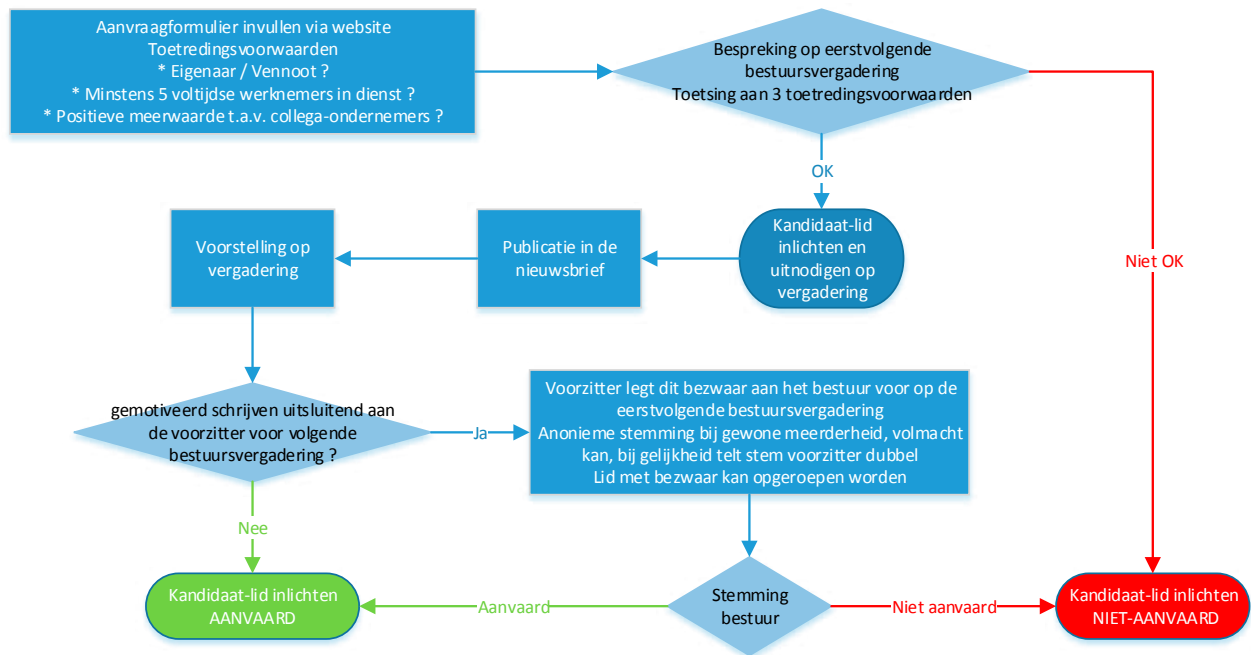 Aanvraagformulier invullen via website
Toetredingsvoorwaarden
* Eigenaar / Vennoot ?
* Minstens 5 voltijdse werknemers in dienst ?
* Positieve meerwaarde t.a.v. collega-ondernemers ?
Bespreking op eerstvolgende
bestuursvergadering
Toetsing aan 3 toetredingsvoorwaarden
OK
Niet OK
Kandidaat-lid
inlichten en
uitnodigen op
vergadering
Publicatie in de
nieuwsbrief
Voorstelling op
vergadering
gemotiveerd schrijven uitsluitend aan
de voorzitter voor volgende
bestuursvergadering ?
Ja
Voorzitter legt dit bezwaar aan het bestuur voor op de
eerstvolgende bestuursvergadering
Anonieme stemming bij gewone meerderheid, volmacht
kan, bij gelijkheid telt stem voorzitter dubbel
Lid met bezwaar kan opgeroepen worden
Nee
Kandidaat-lid inlichten
AANVAARD
Aanvaard
Stemming
bestuur
Niet aanvaard
Kandidaat-lid inlichten
NIET-AANVAARD